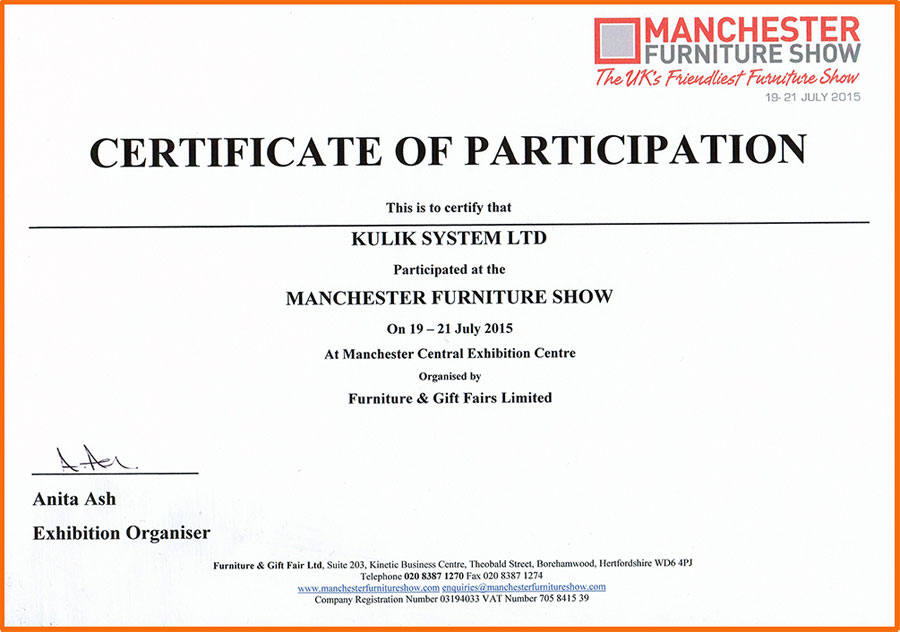 MANCHESTER
FURNITURE SHOW
The UK's Friendliest Furniture Show
19-21 JULY 2015
CERTIFICATE OF PARTICIPATION
This is to certify that
KULIK SYSTEM LTD
Participated at the
MANCHESTER FURNITURE SHOW
On 19 – 21 July 2015
At Manchester Central Exhibition Centre
Organised by
Furniture & Gift Fairs Limited
Anita Ash
Exhibition Organiser
Furniture & Gift Fair Ltd, Suite 203, Kinetic Business Centre, Theobald Street, Borehamwood, Hertfordshire WD6 4PJ
Telephone 020 8387 1270 Fax 020 8387 1274
www.manchesterfurnitureshow.com enquiries@manchesterfurnitureshow.com
Company Registration Number 03194033 VAT Number 705 8415 39